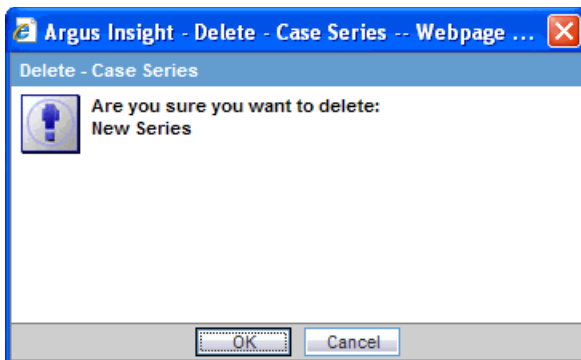 Argus Insight - Delete - Case Series -- Webpage ...
Delete - Case Series
Are you sure you want to delete:
New Series
OK
Cancel